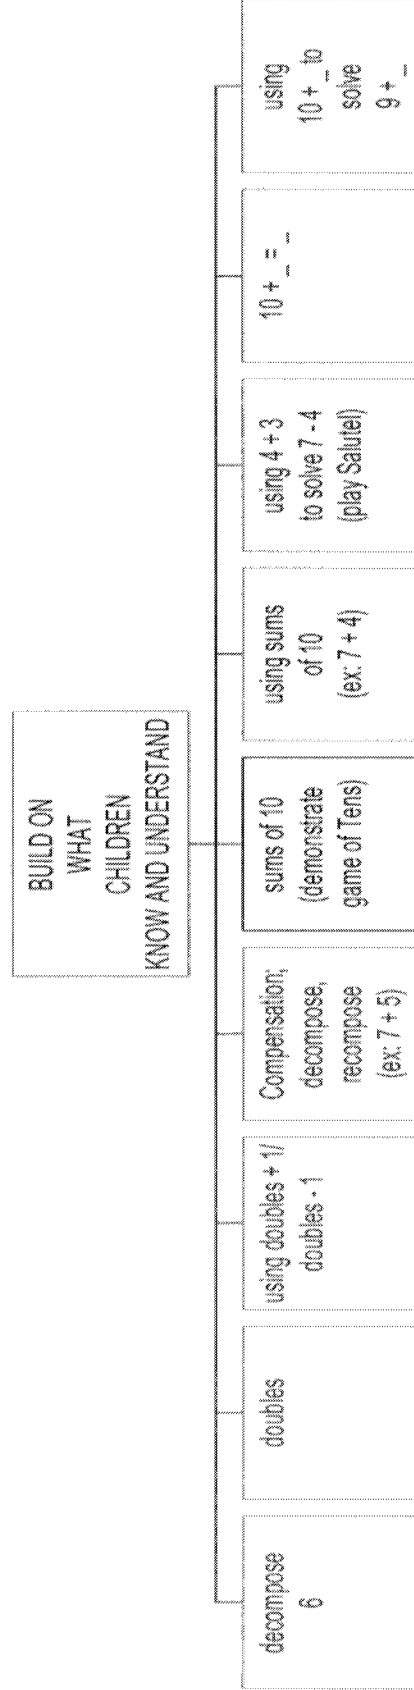 BUILD ON
WHAT
CHILDREN
KNOW AND UNDERSTAND
decompose
6
doubles
using doubles + 1/
doubles - 1
Compensation;
decompose,
recompose
(ex: 7 + 5)
sums of 10
(demonstrate
game of Tens)
using sums
of 10
(ex: 7 + 4)
using 4 + 3
to solve 7 - 4
(play Salute!)
10 + _ = _
using
10 + _ to
solve
9 + _